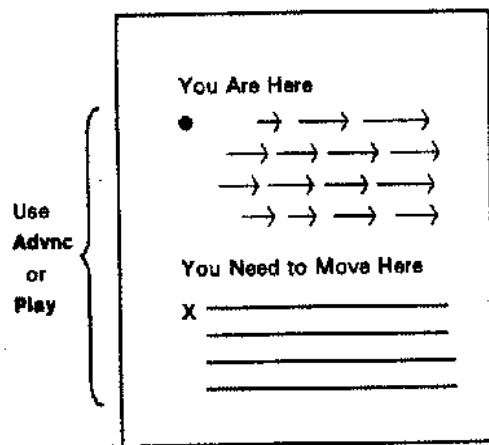 You Are Here
Use
Advnc
or
Play
You Need to Move Here
X